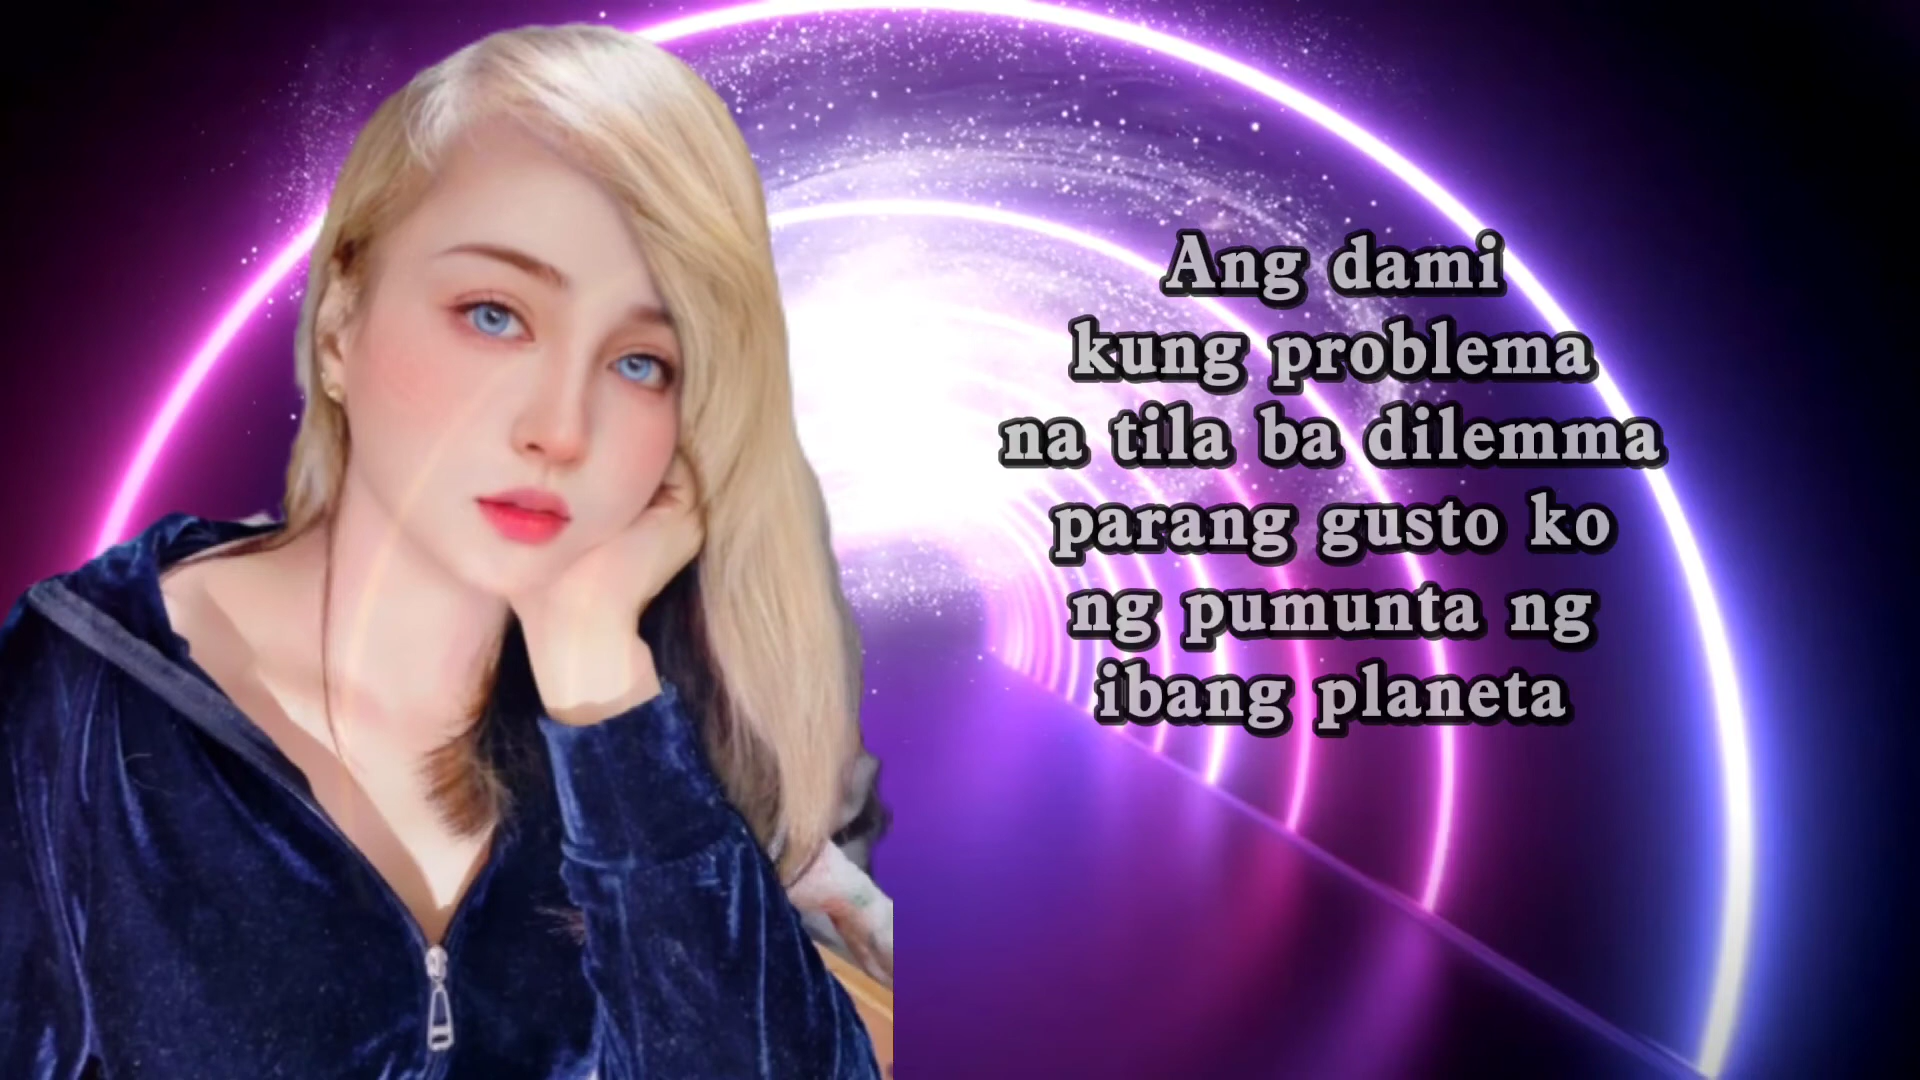 Ang dami
kung problema
na tila ba dilemma
parang gusto ko
ng pumunta ng
ibang planeta